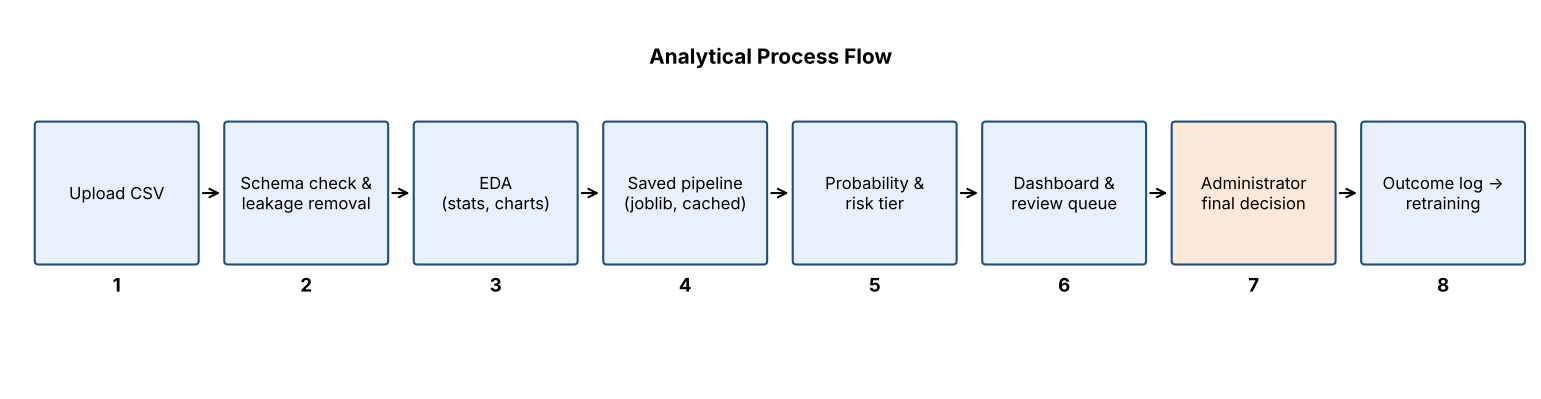 Analytical Process Flow
Upload CSV
Schema check &
leakage removal
EDA
(stats, charts)
Saved pipeline
(joblib, cached)
Probability &
risk tier
Dashboard &
review queue
Administrator
final decision
Outcome log →
retraining
1
2
3
4
5
6
7
8